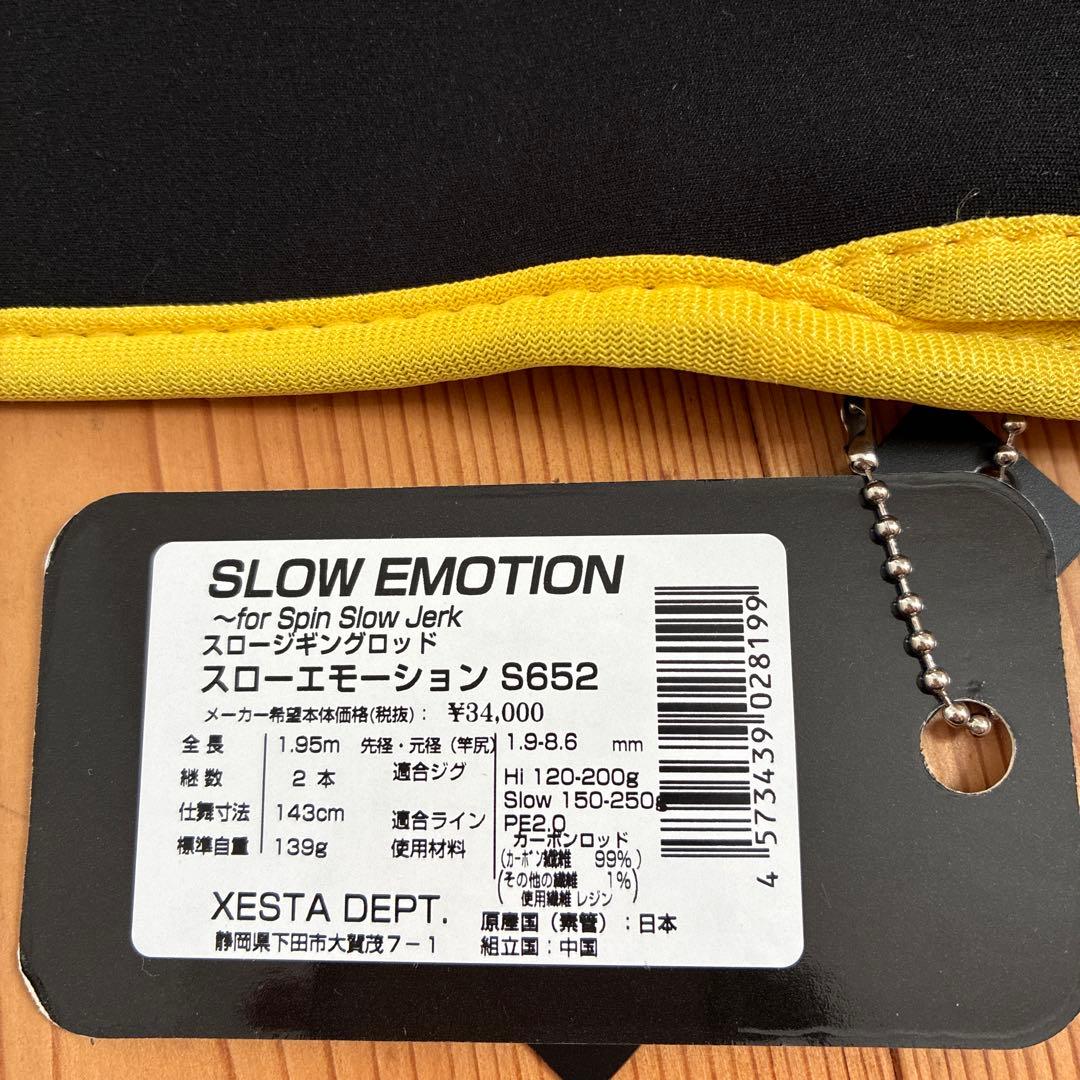 SLOW EMOTION
～for Spin Slow Jerk
スロージギングロッド
スローエモーション S652
メーカー希望本体価格(税抜)： ¥34,000
全長 1.95m 先径・元径（竿尻） 1.9-8.6 mm
継数 2本 適合ジグ Hi 120-200g
Slow 150-250g
仕舞寸法 143cm 適合ライン PE2.0
標準自重 139g 使用材料 カーボンロッド
(カーボン繊維 99%)
(その他の繊維 1%)
使用繊維 レジン
XESTA DEPT.
静岡県下田市大賀茂7－1
原産国（素管）：日本
組立国：中国
4 573439 028199